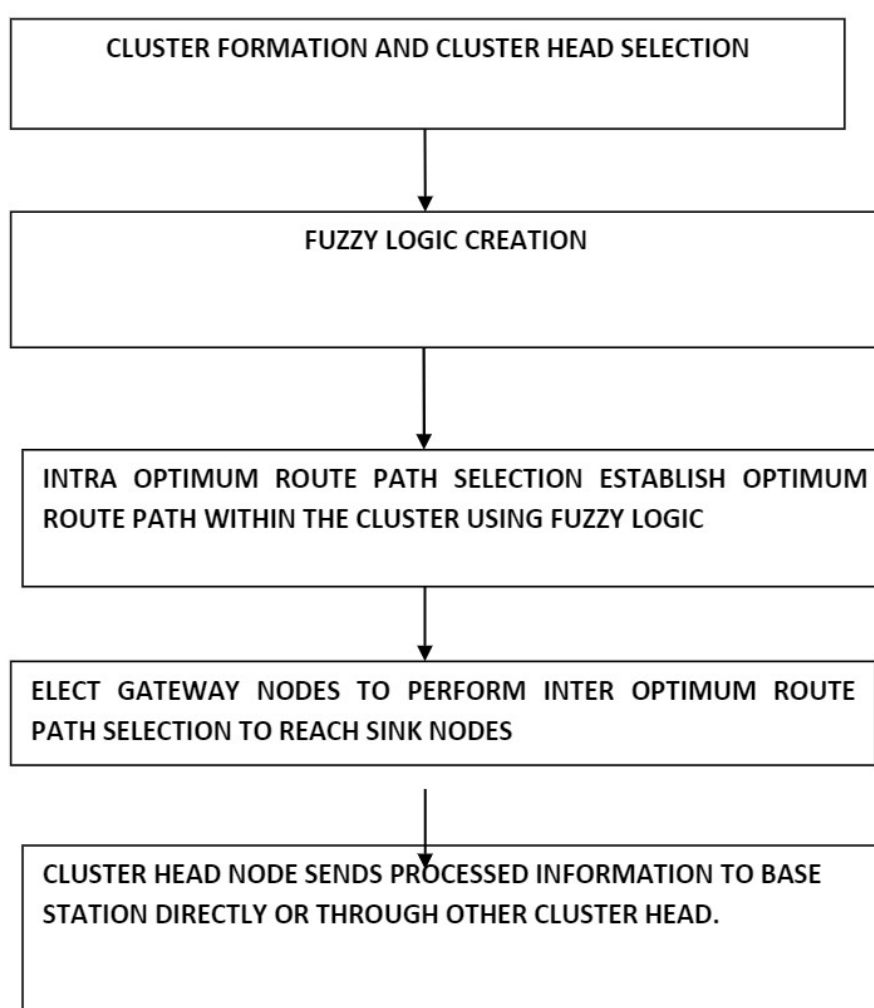 CLUSTER FORMATION AND CLUSTER HEAD SELECTION
FUZZY LOGIC CREATION
INTRA OPTIMUM ROUTE PATH SELECTION ESTABLISH OPTIMUM
ROUTE PATH WITHIN THE CLUSTER USING FUZZY LOGIC
ELECT GATEWAY NODES TO PERFORM INTER OPTIMUM ROUTE
PATH SELECTION TO REACH SINK NODES
CLUSTER HEAD NODE SENDS PROCESSED INFORMATION TO BASE
STATION DIRECTLY OR THROUGH OTHER CLUSTER HEAD.